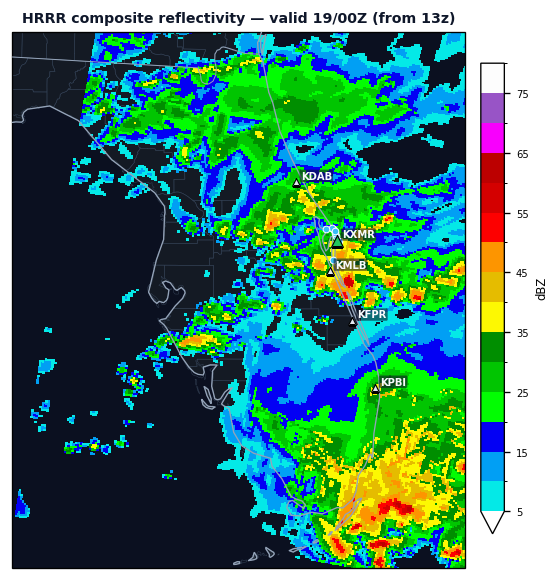 HRRR composite reflectivity — valid 19/00Z (from 13z)
KDAB
KXMR
KMLB
KFPR
KPBI
75
65
55
45
35
25
15
5
dBZ